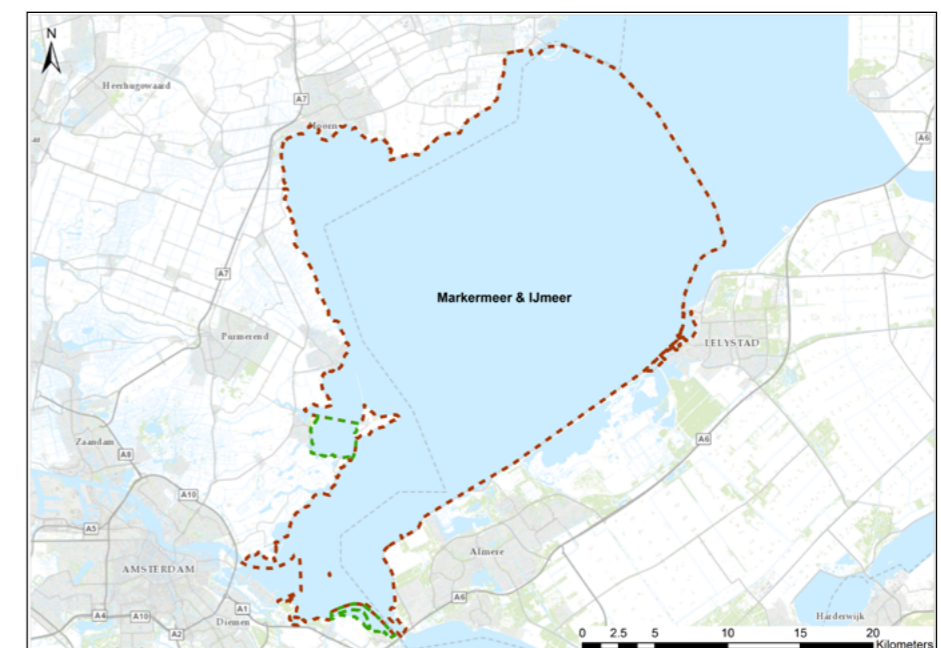 N
Heerhugowaard
A7
Hoorn
A6
A7
Markermeer & IJmeer
Purmerend
LELYSTAD
Zaandam
A8
A6
A10
A5
Almere
AMSTERDAM
A6
A1
A4
A10
Diemen
A2
Harderwijk
0 2.5 5 10 15 20
Kilometers